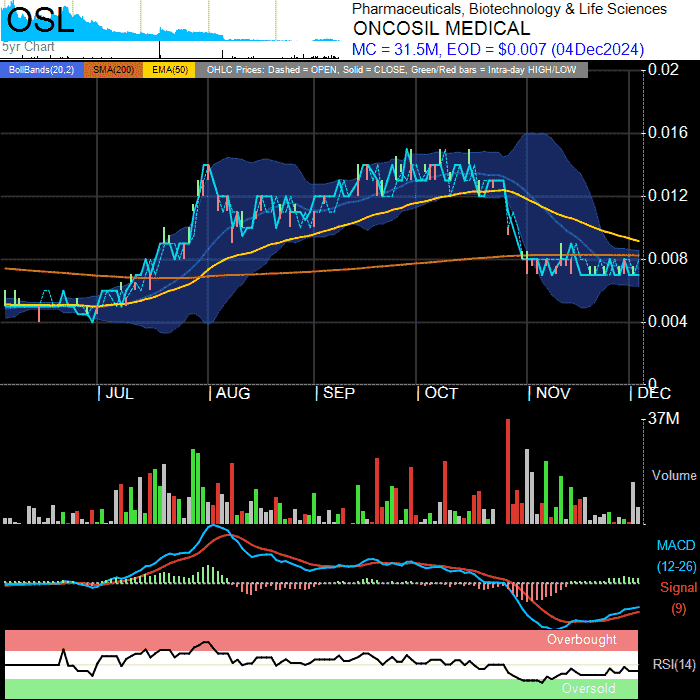 OSL
5yr Chart
Pharmaceuticals, Biotechnology & Life Sciences
ONCOSIL MEDICAL
MC = 31.5M, EOD = $0.007 (04Dec2024)
BollBands(20,2) SMA(200) EMA(50) OHLC Prices: Dashed = OPEN, Solid = CLOSE, Green/Red bars = Intra-day HIGH/LOW
0.02
0.016
0.012
0.008
0.004
0
JUL AUG SEP OCT NOV DEC
37M
Volume
MACD
(12-26)
Signal
(9)
Overbought
RSI(14)
Oversold